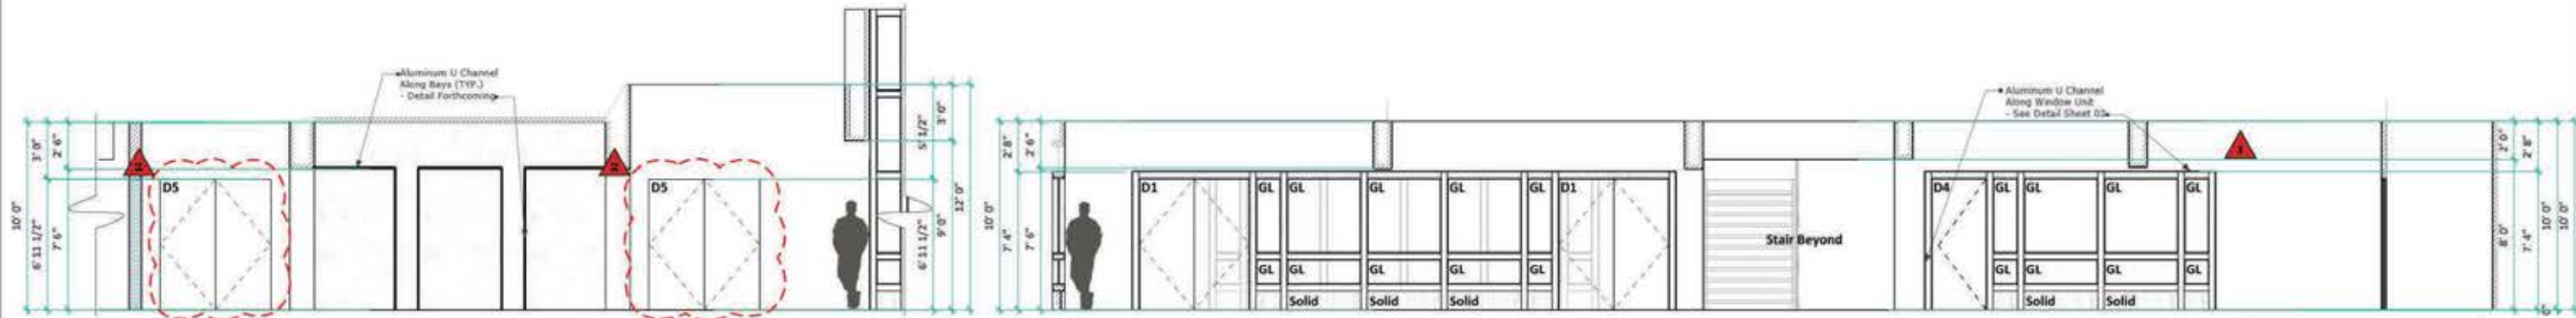 Aluminum U Channel
Along Bays (TYP.)
- Detail Forthcoming
3' 0"
2' 6"
10' 0"
6' 11 1/2"
7' 6"
D5
D5
3' 0"
5 1/2"
12' 0"
9' 0"
6' 11 1/2"
10' 0"
2' 8"
2' 6"
7' 4"
7' 6"
D1
GL
GL
GL
GL
GL
D1
GL
GL
GL
GL
GL
Solid
Solid
Solid
Stair Beyond
Aluminum U Channel
Along Window Unit
- See Detail Sheet 03
1
D4
GL
GL
GL
GL
GL
GL
GL
GL
Solid
Solid
2' 0"
2' 8"
8' 0"
7' 4"
10' 0"
10' 0"